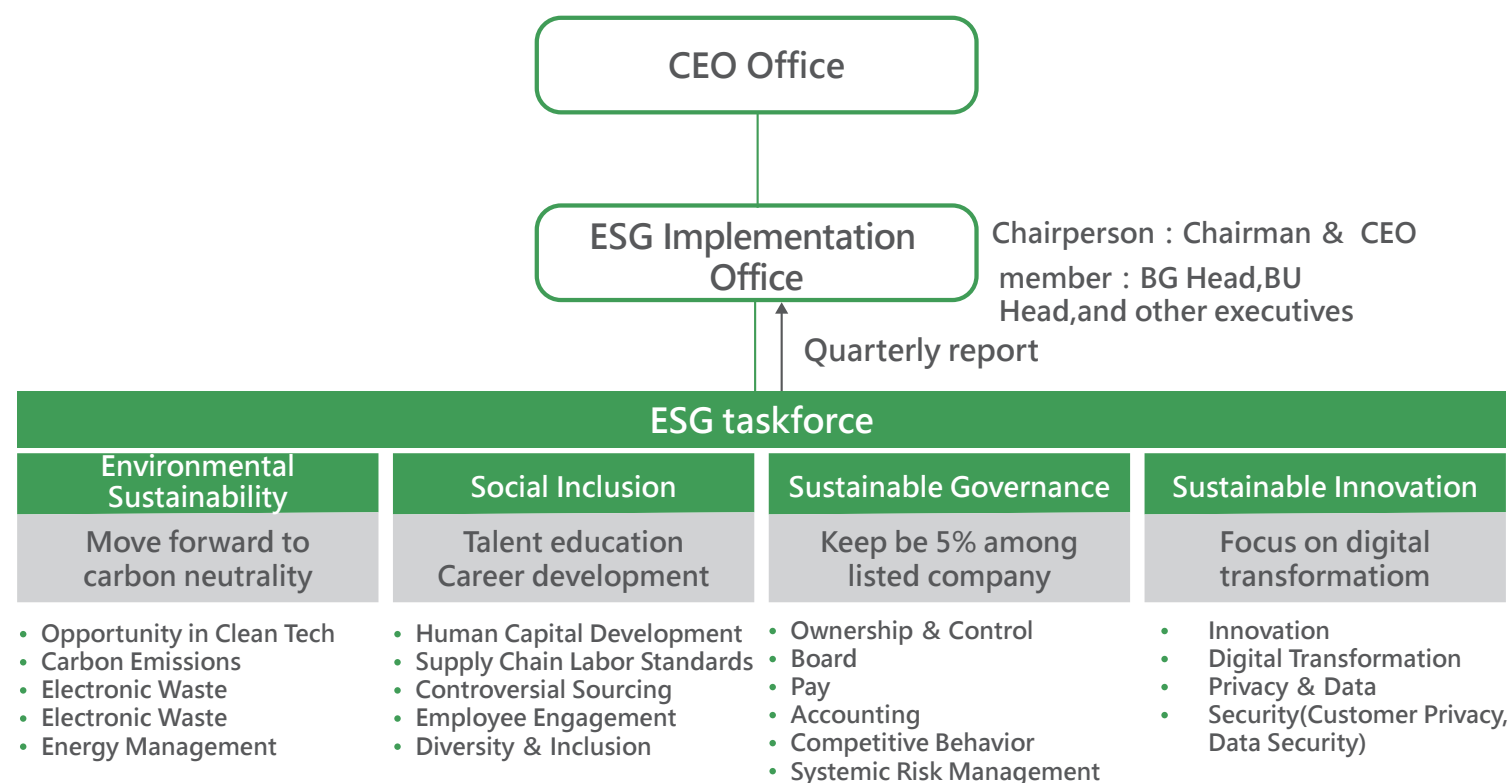 CEO Office
ESG Implementation
Office
Chairperson：Chairman & CEO
member：BG Head,BU
Head,and other executives
Quarterly report
ESG taskforce
Environmental
Sustainability
Move forward to
carbon neutrality
• Opportunity in Clean Tech
• Carbon Emissions
• Electronic Waste
• Electronic Waste
• Energy Management
Social Inclusion
Talent education
Career development
• Human Capital Development
• Supply Chain Labor Standards
• Controversial Sourcing
• Employee Engagement
• Diversity & Inclusion
Sustainable Governance
Keep be 5% among
listed company
• Ownership & Control
• Board
• Pay
• Accounting
• Competitive Behavior
• Systemic Risk Management
Sustainable Innovation
Focus on digital
transformatiom
• Innovation
• Digital Transformation
• Privacy & Data
• Security(Customer Privacy,
Data Security)